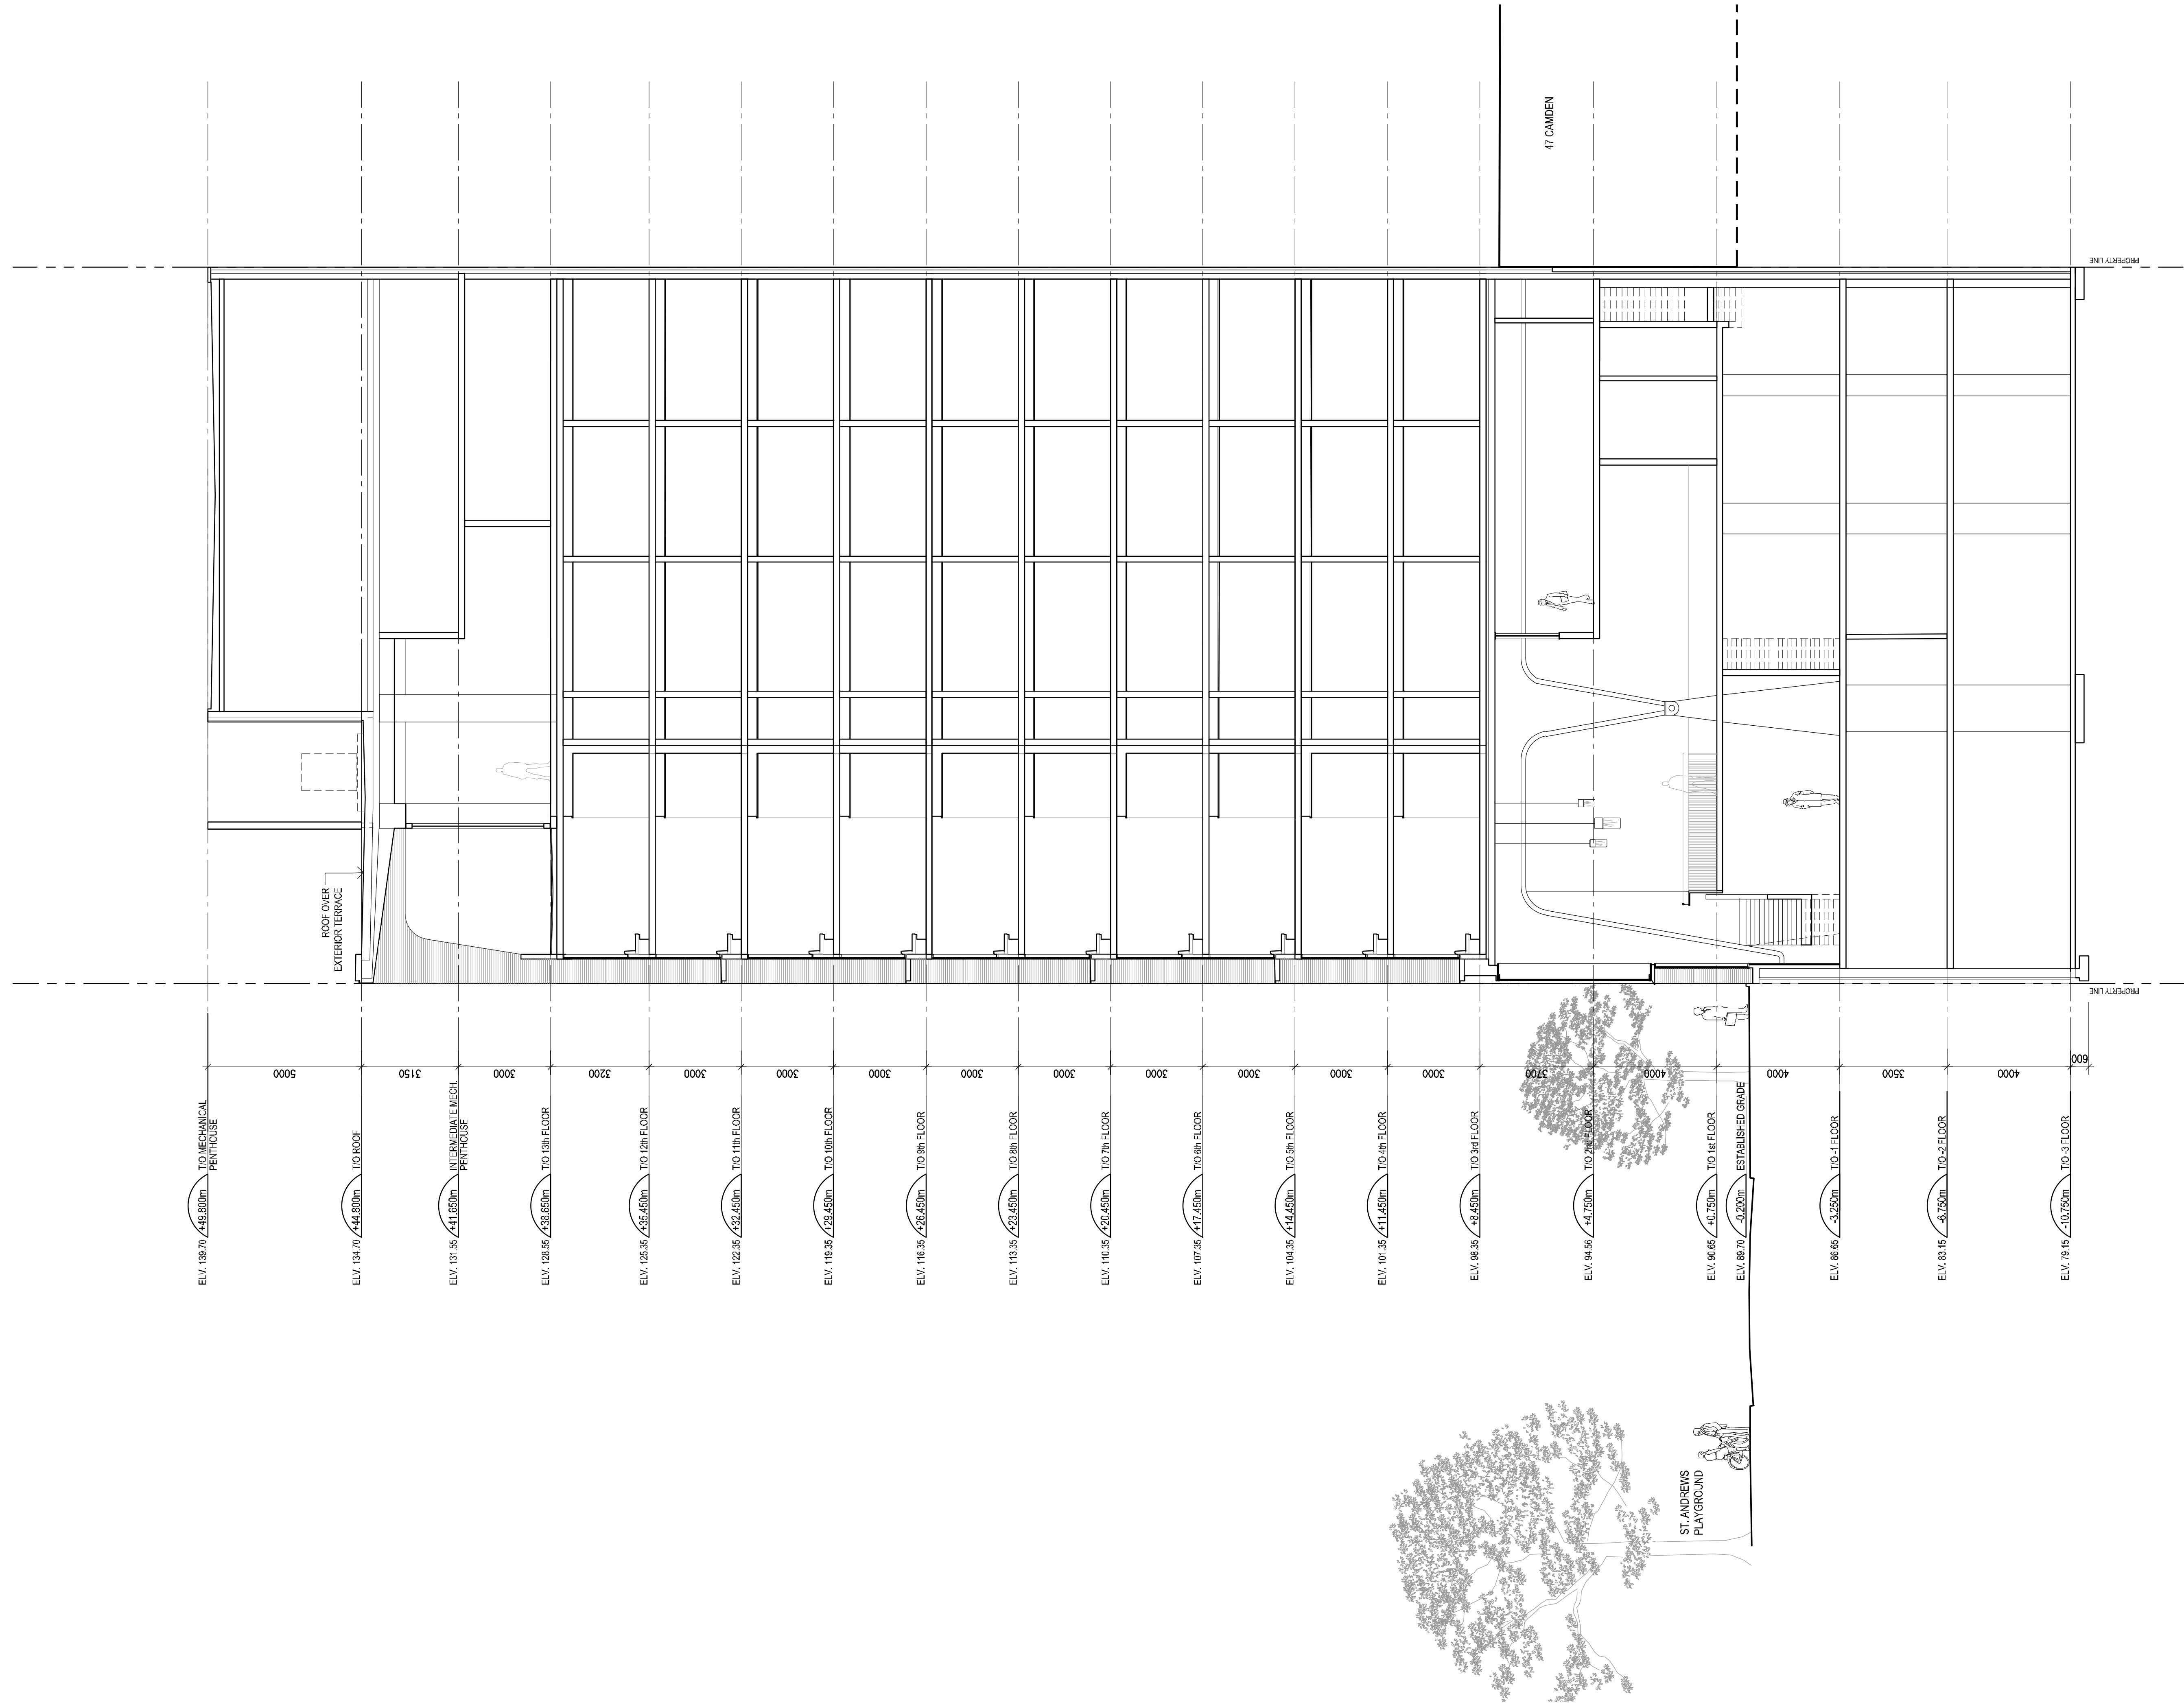 47 CAMDEN
PROPERTY LINE
ROOF OVER
EXTERIOR TERRACE
PROPERTY LINE
5000
3150
3000
3200
3000
3000
3000
3000
3000
3000
3000
3000
3000
3700
4000
4000
3500
4000
600
ELV. 139.70 +49.800m T/O MECHANICAL
PENTHOUSE
ELV. 134.70 +44.800m T/O ROOF
ELV. 131.55 +41.650m INTERMEDIATE MECH.
PENTHOUSE
ELV. 128.55 +38.650m T/O 13th FLOOR
ELV. 125.35 +35.450m T/O 12th FLOOR
ELV. 122.35 +32.450m T/O 11th FLOOR
ELV. 119.35 +29.450m T/O 10th FLOOR
ELV. 116.35 +26.450m T/O 9th FLOOR
ELV. 113.35 +23.450m T/O 8th FLOOR
ELV. 110.35 +20.450m T/O 7th FLOOR
ELV. 107.35 +17.450m T/O 6th FLOOR
ELV. 104.35 +14.450m T/O 5th FLOOR
ELV. 101.35 +11.450m T/O 4th FLOOR
ELV. 98.35 +8.450m T/O 3rd FLOOR
ELV. 94.56 +4.750m T/O 2nd FLOOR
ELV. 90.65 +0.750m T/O 1st FLOOR
ELV. 89.70 -0.200m ESTABLISHED GRADE
ELV. 86.65 -3.250m T/O -1 FLOOR
ELV. 83.15 -6.750m T/O -2 FLOOR
ELV. 79.15 -10.750m T/O -3 FLOOR
ST. ANDREWS
PLAYGROUND